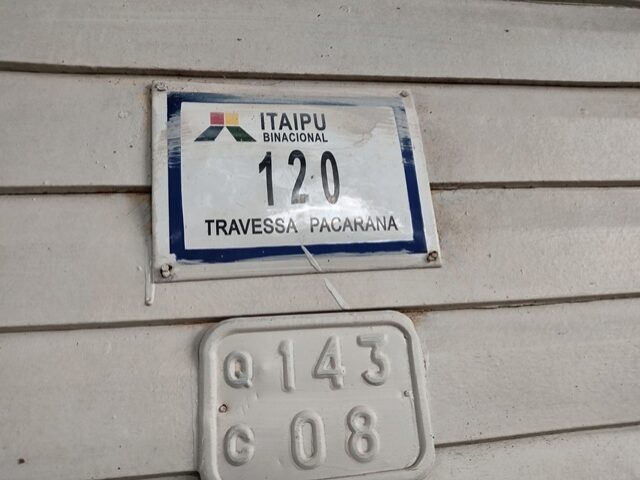 ITAIPU
BINACIONAL
120
TRAVESSA PACARANA
Q 143
C 08